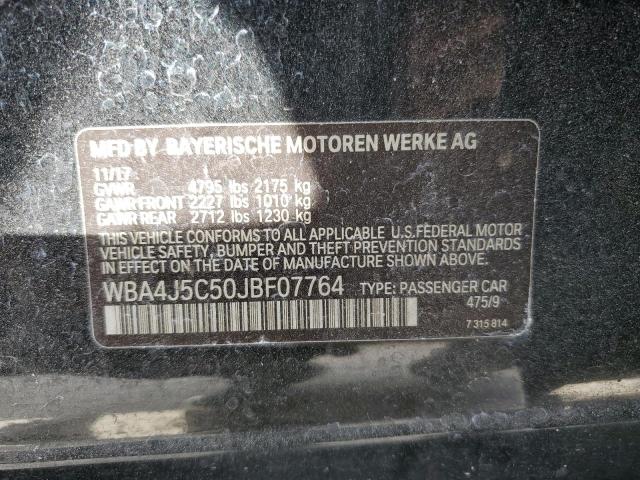 MFD BY BAYERISCHE MOTOREN WERKE AG
11/17
GVWR 4795 lbs 2175 kg
GAWR FRONT 2227 lbs 1010 kg
GAWR REAR 2712 lbs 1230 kg
THIS VEHICLE CONFORMS TO ALL APPLICABLE U.S.FEDERAL MOTOR
VEHICLE SAFETY, BUMPER AND THEFT PREVENTION STANDARDS
IN EFFECT ON THE DATE OF MANUFACTURE SHOWN ABOVE.
WBA4J5C50JBF07764 TYPE: PASSENGER CAR
475/9
7 315 814